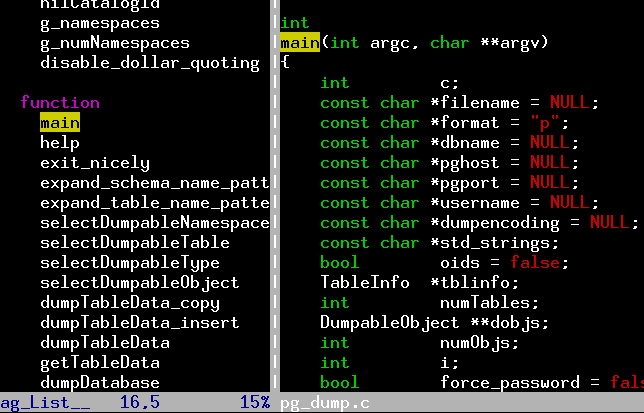 nilCatalogId
g_namespaces
g_numNamespaces
disable_dollar_quoting
function
main
help
exit_nicely
expand_schema_name_patt
expand_table_name_patte
selectDumpableNamespace
selectDumpableTable
selectDumpableType
selectDumpableObject
dumpTableData_copy
dumpTableData_insert
dumpTableData
getTableData
dumpDatabase
ag_List__ 16,5 15%
int
main(int argc, char **argv)
{
int c;
const char *filename = NULL;
const char *format = "p";
const char *dbname = NULL;
const char *pghost = NULL;
const char *pgport = NULL;
const char *username = NULL;
const char *dumpencoding = NULL;
const char *std_strings;
bool oids = false;
TableInfo *tblinfo;
int numTables;
DumpableObject **dobjs;
int numObjs;
int i;
bool force_password = fals
pg_dump.c